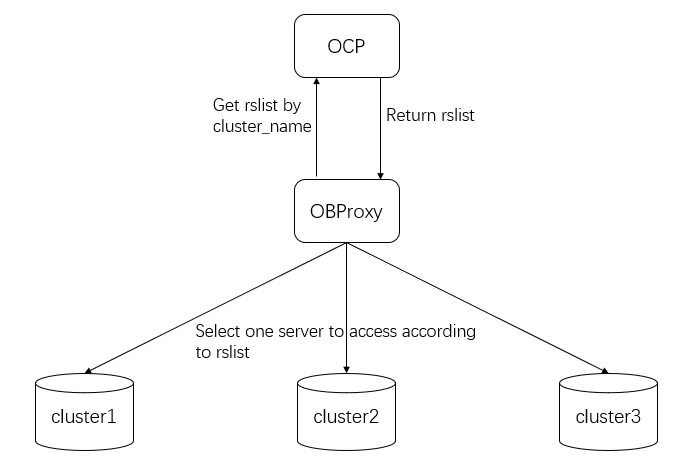 OCP
Get rslist by
cluster_name
Return rslist
OBProxy
Select one server to access according
to rslist
cluster1
cluster2
cluster3